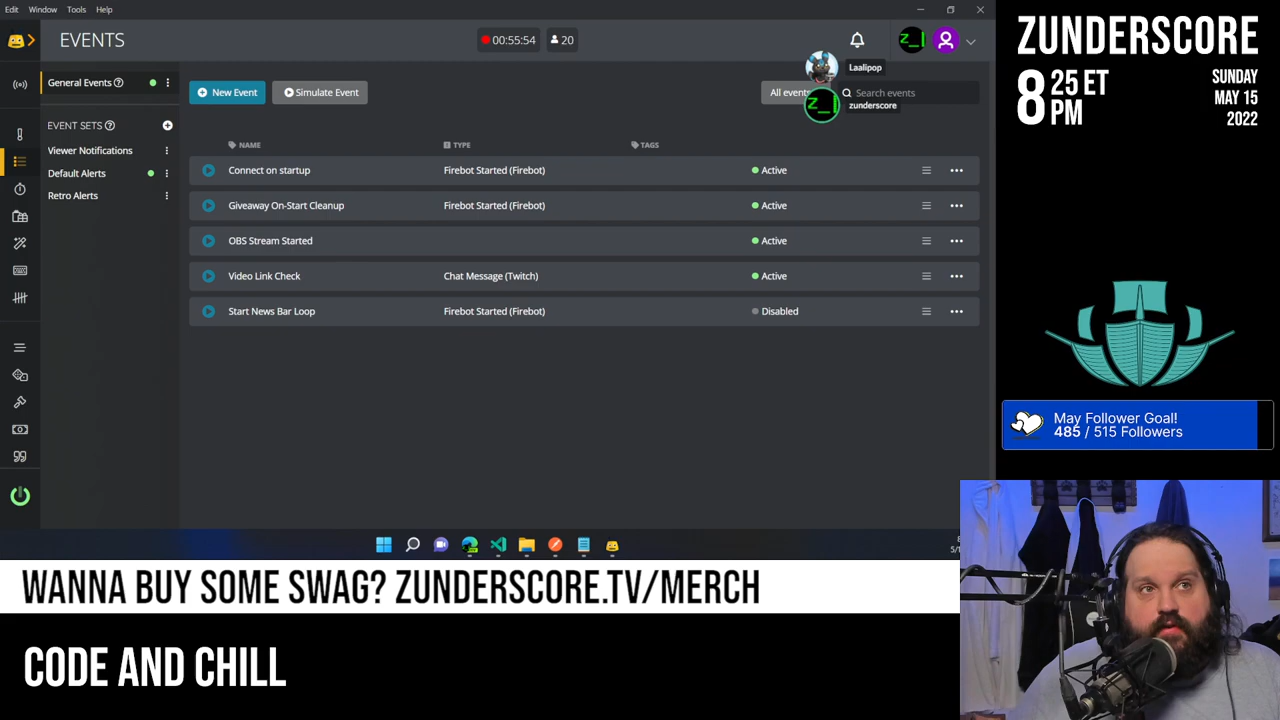 Edit Window Tools Help
EVENTS
00:55:54
20
General Events
New Event
Simulate Event
All events
Search events
Laalipop
z_l
zunderscore
EVENT SETS
Viewer Notifications
Default Alerts
Retro Alerts
NAME TYPE TAGS
Connect on startup Firebot Started (Firebot) Active
Giveaway On-Start Cleanup Firebot Started (Firebot) Active
OBS Stream Started Active
Video Link Check Chat Message (Twitch) Active
Start News Bar Loop Firebot Started (Firebot) Disabled
ZUNDERSCORE
8 25 ET
PM
SUNDAY
MAY 15
2022
May Follower Goal!
485 / 515 Followers
WANNA BUY SOME SWAG? ZUNDERSCORE.TV/MERCH
CODE AND CHILL